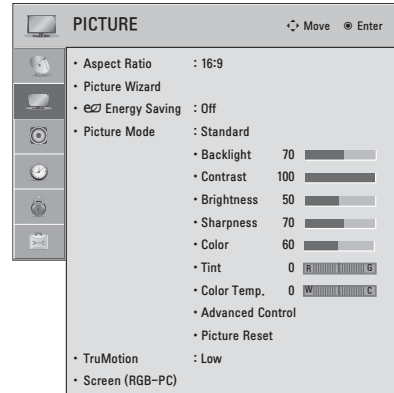 PICTURE Move Enter
• Aspect Ratio : 16:9
• Picture Wizard
• Energy Saving : Off
• Picture Mode : Standard
• Backlight 70
• Contrast 100
• Brightness 50
• Sharpness 70
• Color 60
• Tint 0 R G
• Color Temp. 0 W C
• Advanced Control
• Picture Reset
• TruMotion : Low
• Screen (RGB-PC)